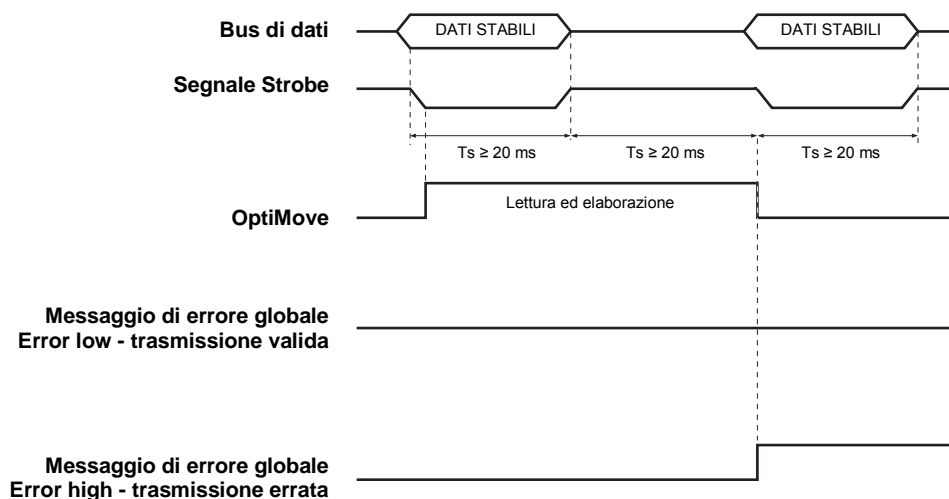 Bus di dati
DATI STABILI
DATI STABILI
Segnale Strobe
Ts ≥ 20 ms
Ts ≥ 20 ms
Ts ≥ 20 ms
OptiMove
Lettura ed elaborazione
Messaggio di errore globale
Error low - trasmissione valida
Messaggio di errore globale
Error high - trasmissione errata